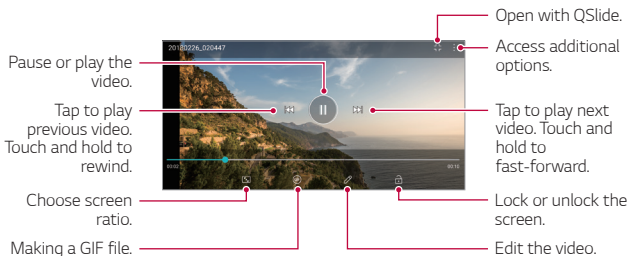 Open with QSlide.
20180226_020447
Access additional
options.
Pause or play the
video.
Tap to play
previous video.
Touch and hold to
rewind.
Tap to play next
video. Touch and
hold to
fast-forward.
00:02
00:15
Choose screen
ratio.
Lock or unlock the
screen.
Making a GIF file.
Edit the video.